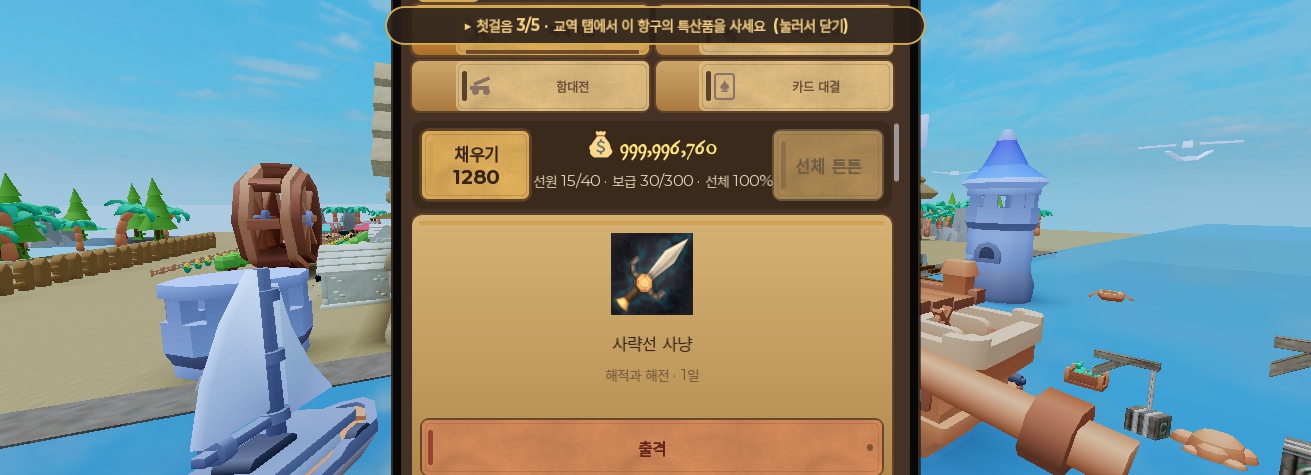 ▸ 첫걸음 3/5 · 교역 탭에서 이 항구의 특산품을 사세요 (눌러서 닫기)
함대전
카드 대결
채우기
1280
999,996,760
선원 15/40 · 보급 30/300 · 선체 100%
선체 튼튼
사략선 사냥
해적과 해전 · 1일
출격